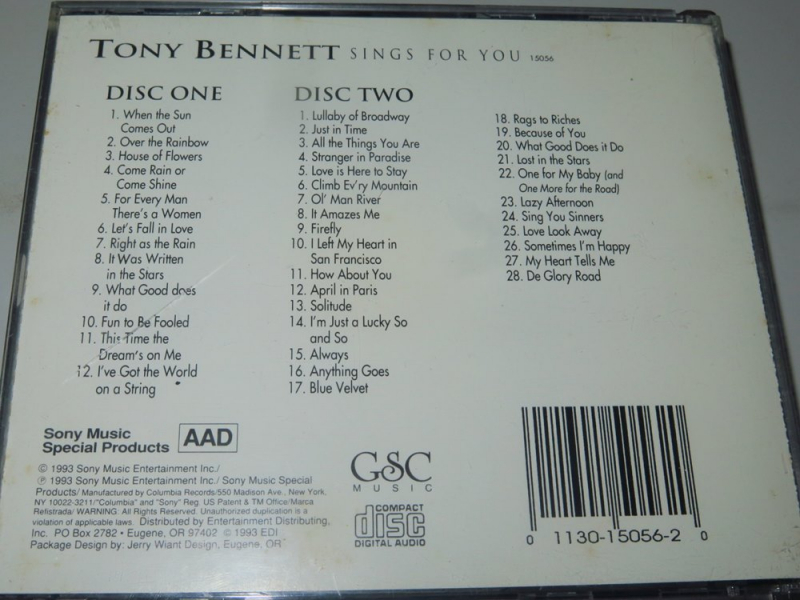 TONY BENNETT SINGS FOR YOU 15056
DISC ONE
1. When the Sun
Comes Out
2. Over the Rainbow
3. House of Flowers
4. Come Rain or
Come Shine
5. For Every Man
There's a Women
6. Let's Fall in Love
7. Right as the Rain
8. It Was Written
in the Stars
9. What Good does
it do
10. Fun to Be Fooled
11. This Time the
Dream's on Me
12. I've Got the World
on a String
DISC TWO
1. Lullaby of Broadway
2. Just in Time
3. All the Things You Are
4. Stranger in Paradise
5. Love is Here to Stay
6. Climb Ev'ry Mountain
7. Ol' Man River
8. It Amazes Me
9. Firefly
10. I Left My Heart in
San Francisco
11. How About You
12. April in Paris
13. Solitude
14. I'm Just a Lucky So
and So
15. Always
16. Anything Goes
17. Blue Velvet
18. Rags to Riches
19. Because of You
20. What Good Does it Do
21. Lost in the Stars
22. One for My Baby (and
One More for the Road)
23. Lazy Afternoon
24. Sing You Sinners
25. Love Look Away
26. Sometimes I'm Happy
27. My Heart Tells Me
28. De Glory Road
Sony Music
Special Products
AAD
© 1993 Sony Music Entertainment Inc./
℗ 1993 Sony Music Entertainment Inc./ Sony Music Special
Products/ Manufactured by Columbia Records/550 Madison Ave., New York,
NY 10022-3211/"Columbia" and "Sony" Reg. US Patent & TM Office/Marca
Relistrada/ WARNING: All Rights Reserved. Unauthorized duplication is a
violation of applicable laws. Distributed by Entertainment Distributing,
Inc. PO Box 2782 • Eugene, OR 97402 © 1993 EDI
Package Design by: Jerry Wiant Design, Eugene, OR
GSC
MUSIC
COMPACT
disc
DIGITAL AUDIO
0 1130-15056-2 0